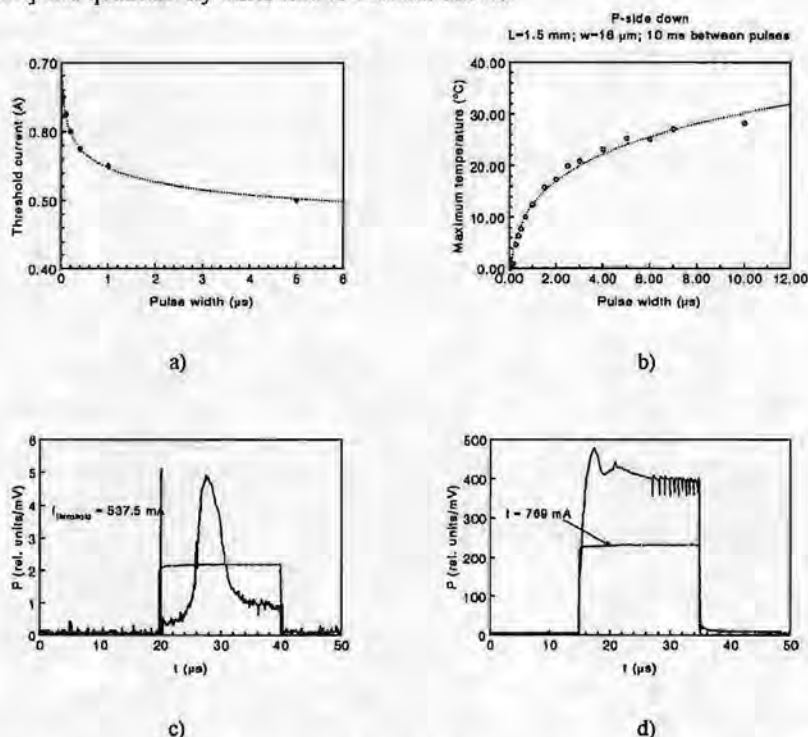 P-side down
L=1.5 mm; w=16 µm; 10 ms between pulses
0.70
0.80
0.50
0.40
Threshold current (A)
0 1 2 3 4 5 6
Pulse width (µs)
a)
40.00
30.00
20.00
10.00
0.00
Maximum temperature (°C)
0.00 2.00 4.00 6.00 8.00 10.00 12.00
Pulse width (µs)
b)
6
5
4
3
2
1
0
P (rel. units/mV)
I threshold = 537.5 mA
0 10 20 30 40 50
t (µs)
c)
500
400
300
200
100
0
P (rel. units/mV)
I = 769 mA
0 10 20 30 40 50
t (µs)
d)